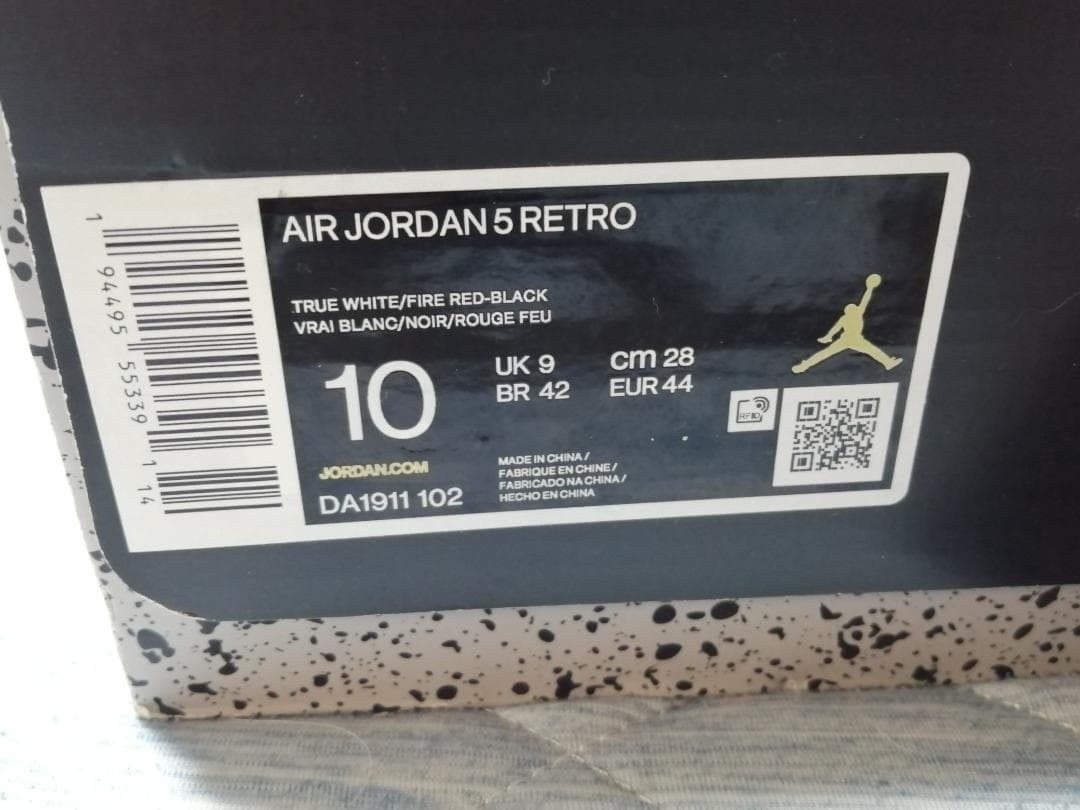 AIR JORDAN 5 RETRO
TRUE WHITE/FIRE RED-BLACK
VRAI BLANC/NOIR/ROUGE FEU
10
UK 9 cm 28
BR 42 EUR 44
RFID
JORDAN.COM
DA1911 102
MADE IN CHINA /
FABRIQUE EN CHINE /
FABRICADO NA CHINA /
HECHO EN CHINA
1 94495 55339 1 14